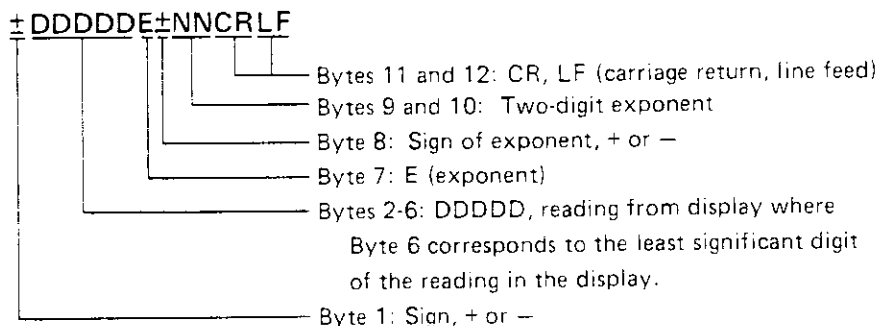 ±DDDDDE±NNCRLF
Bytes 11 and 12: CR, LF (carriage return, line feed)
Bytes 9 and 10: Two-digit exponent
Byte 8: Sign of exponent, + or −
Byte 7: E (exponent)
Bytes 2-6: DDDDD, reading from display where
Byte 6 corresponds to the least significant digit
of the reading in the display.
Byte 1: Sign, + or −